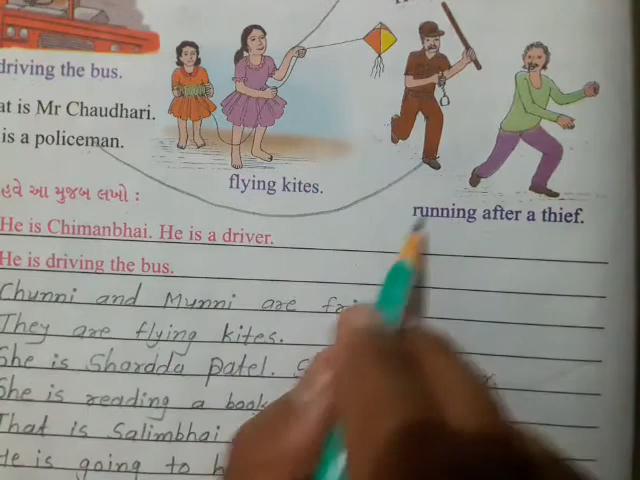 driving the bus.
at is Mr Chaudhari.
is a policeman.
flying kites.
running after a thief.
હવે આ મુજબ લખો :
He is Chimanbhai. He is a driver.
He is driving the bus.
Chunni and Munni are
They are flying kites.
She is Shardda patel.
She is reading a book
That is Salimbhai
He is going to